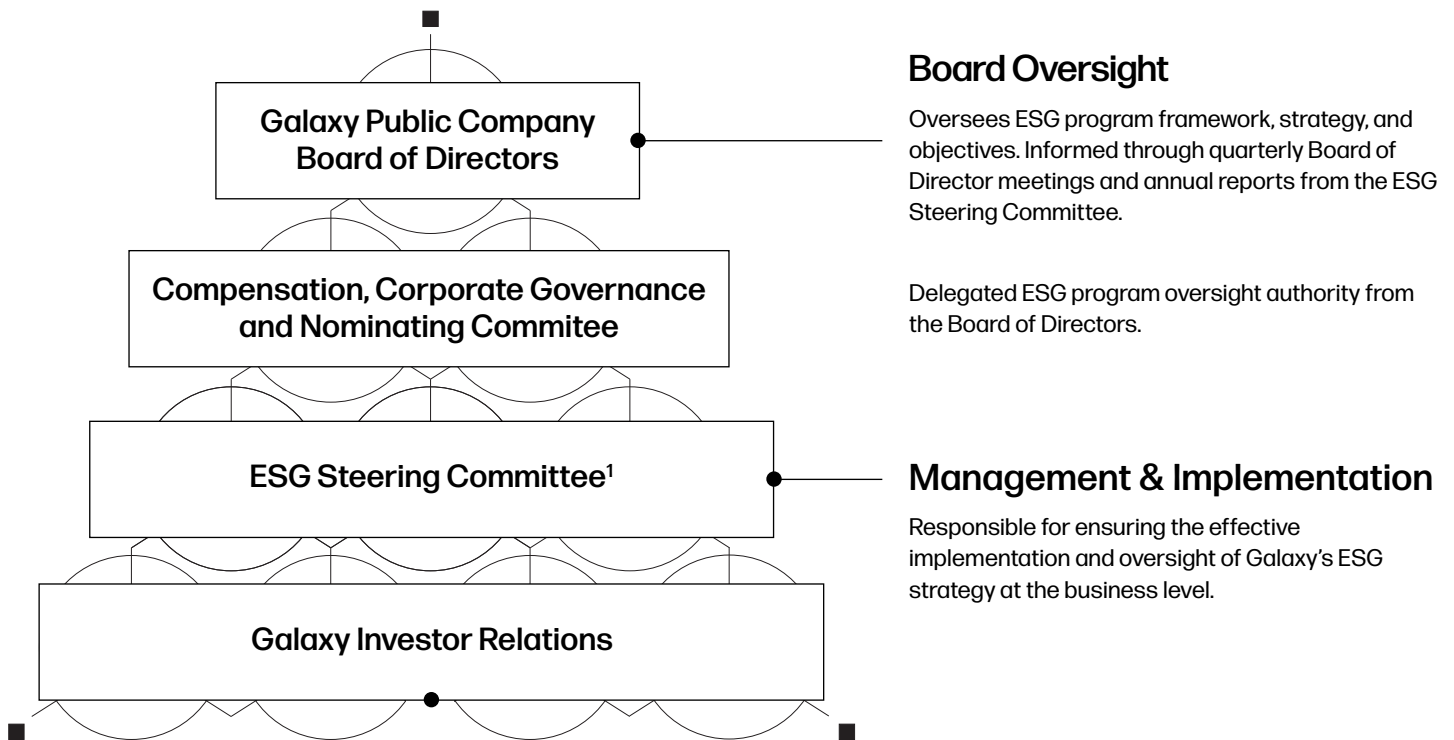 Galaxy Public Company
Board of Directors
Compensation, Corporate Governance
and Nominating Commitee
ESG Steering Committee¹
Galaxy Investor Relations
Board Oversight
Oversees ESG program framework, strategy, and
objectives. Informed through quarterly Board of
Director meetings and annual reports from the ESG
Steering Committee.
Delegated ESG program oversight authority from
the Board of Directors.
Management & Implementation
Responsible for ensuring the effective
implementation and oversight of Galaxy’s ESG
strategy at the business level.